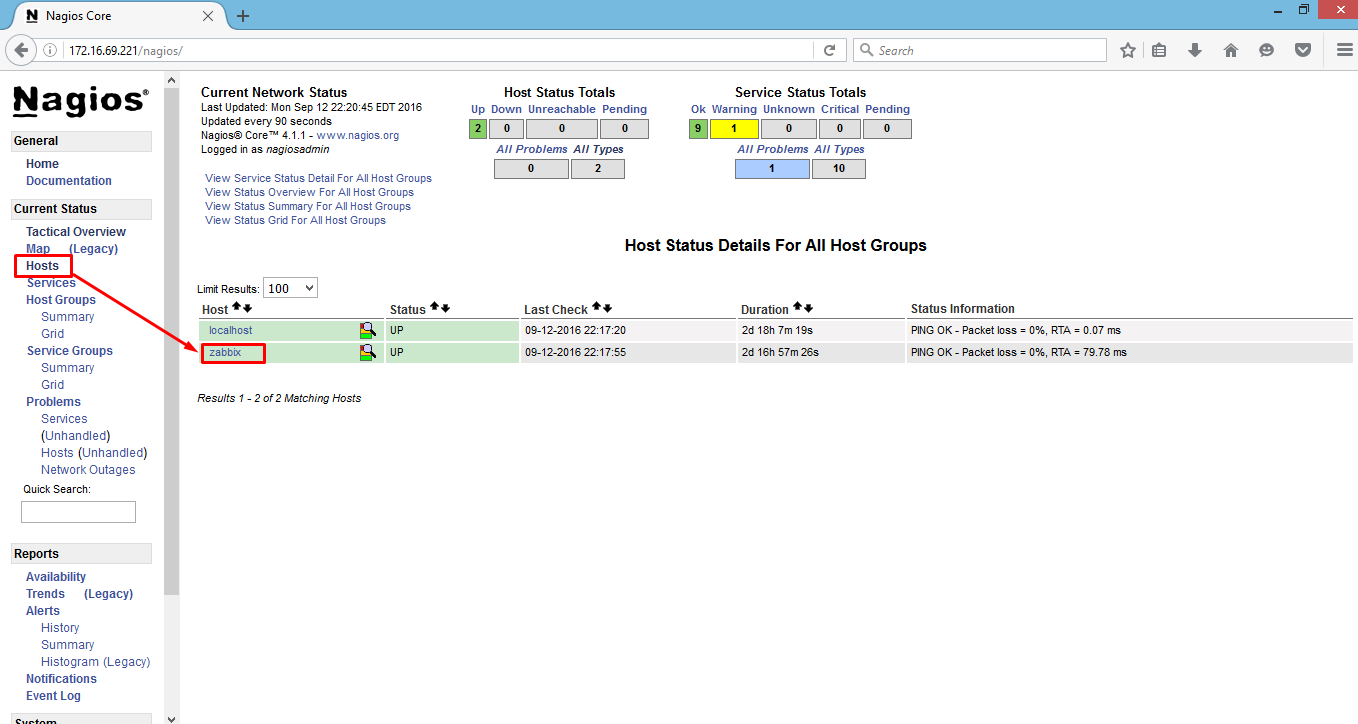 Nagios Core
172.16.69.221/nagios/
Search
Nagios®
General
Home
Documentation
Current Status
Tactical Overview
Map (Legacy)
Hosts
Services
Host Groups
Summary
Grid
Service Groups
Summary
Grid
Problems
Services
(Unhandled)
Hosts (Unhandled)
Network Outages
Quick Search:
Reports
Availability
Trends (Legacy)
Alerts
History
Summary
Histogram (Legacy)
Notifications
Event Log
System
Current Network Status
Last Updated: Mon Sep 12 22:20:45 EDT 2016
Updated every 90 seconds
Nagios® Core™ 4.1.1 - www.nagios.org
Logged in as nagiosadmin
View Service Status Detail For All Host Groups
View Status Overview For All Host Groups
View Status Summary For All Host Groups
View Status Grid For All Host Groups
Host Status Totals
Up Down Unreachable Pending
2 0 0 0
All Problems All Types
0 2
Service Status Totals
Ok Warning Unknown Critical Pending
9 1 0 0 0
All Problems All Types
1 10
Host Status Details For All Host Groups
Limit Results: 100
Host Status Last Check Duration Status Information
localhost UP 09-12-2016 22:17:20 2d 18h 7m 19s PING OK - Packet loss = 0%, RTA = 0.07 ms
zabbix UP 09-12-2016 22:17:55 2d 16h 57m 26s PING OK - Packet loss = 0%, RTA = 79.78 ms
Results 1 - 2 of 2 Matching Hosts